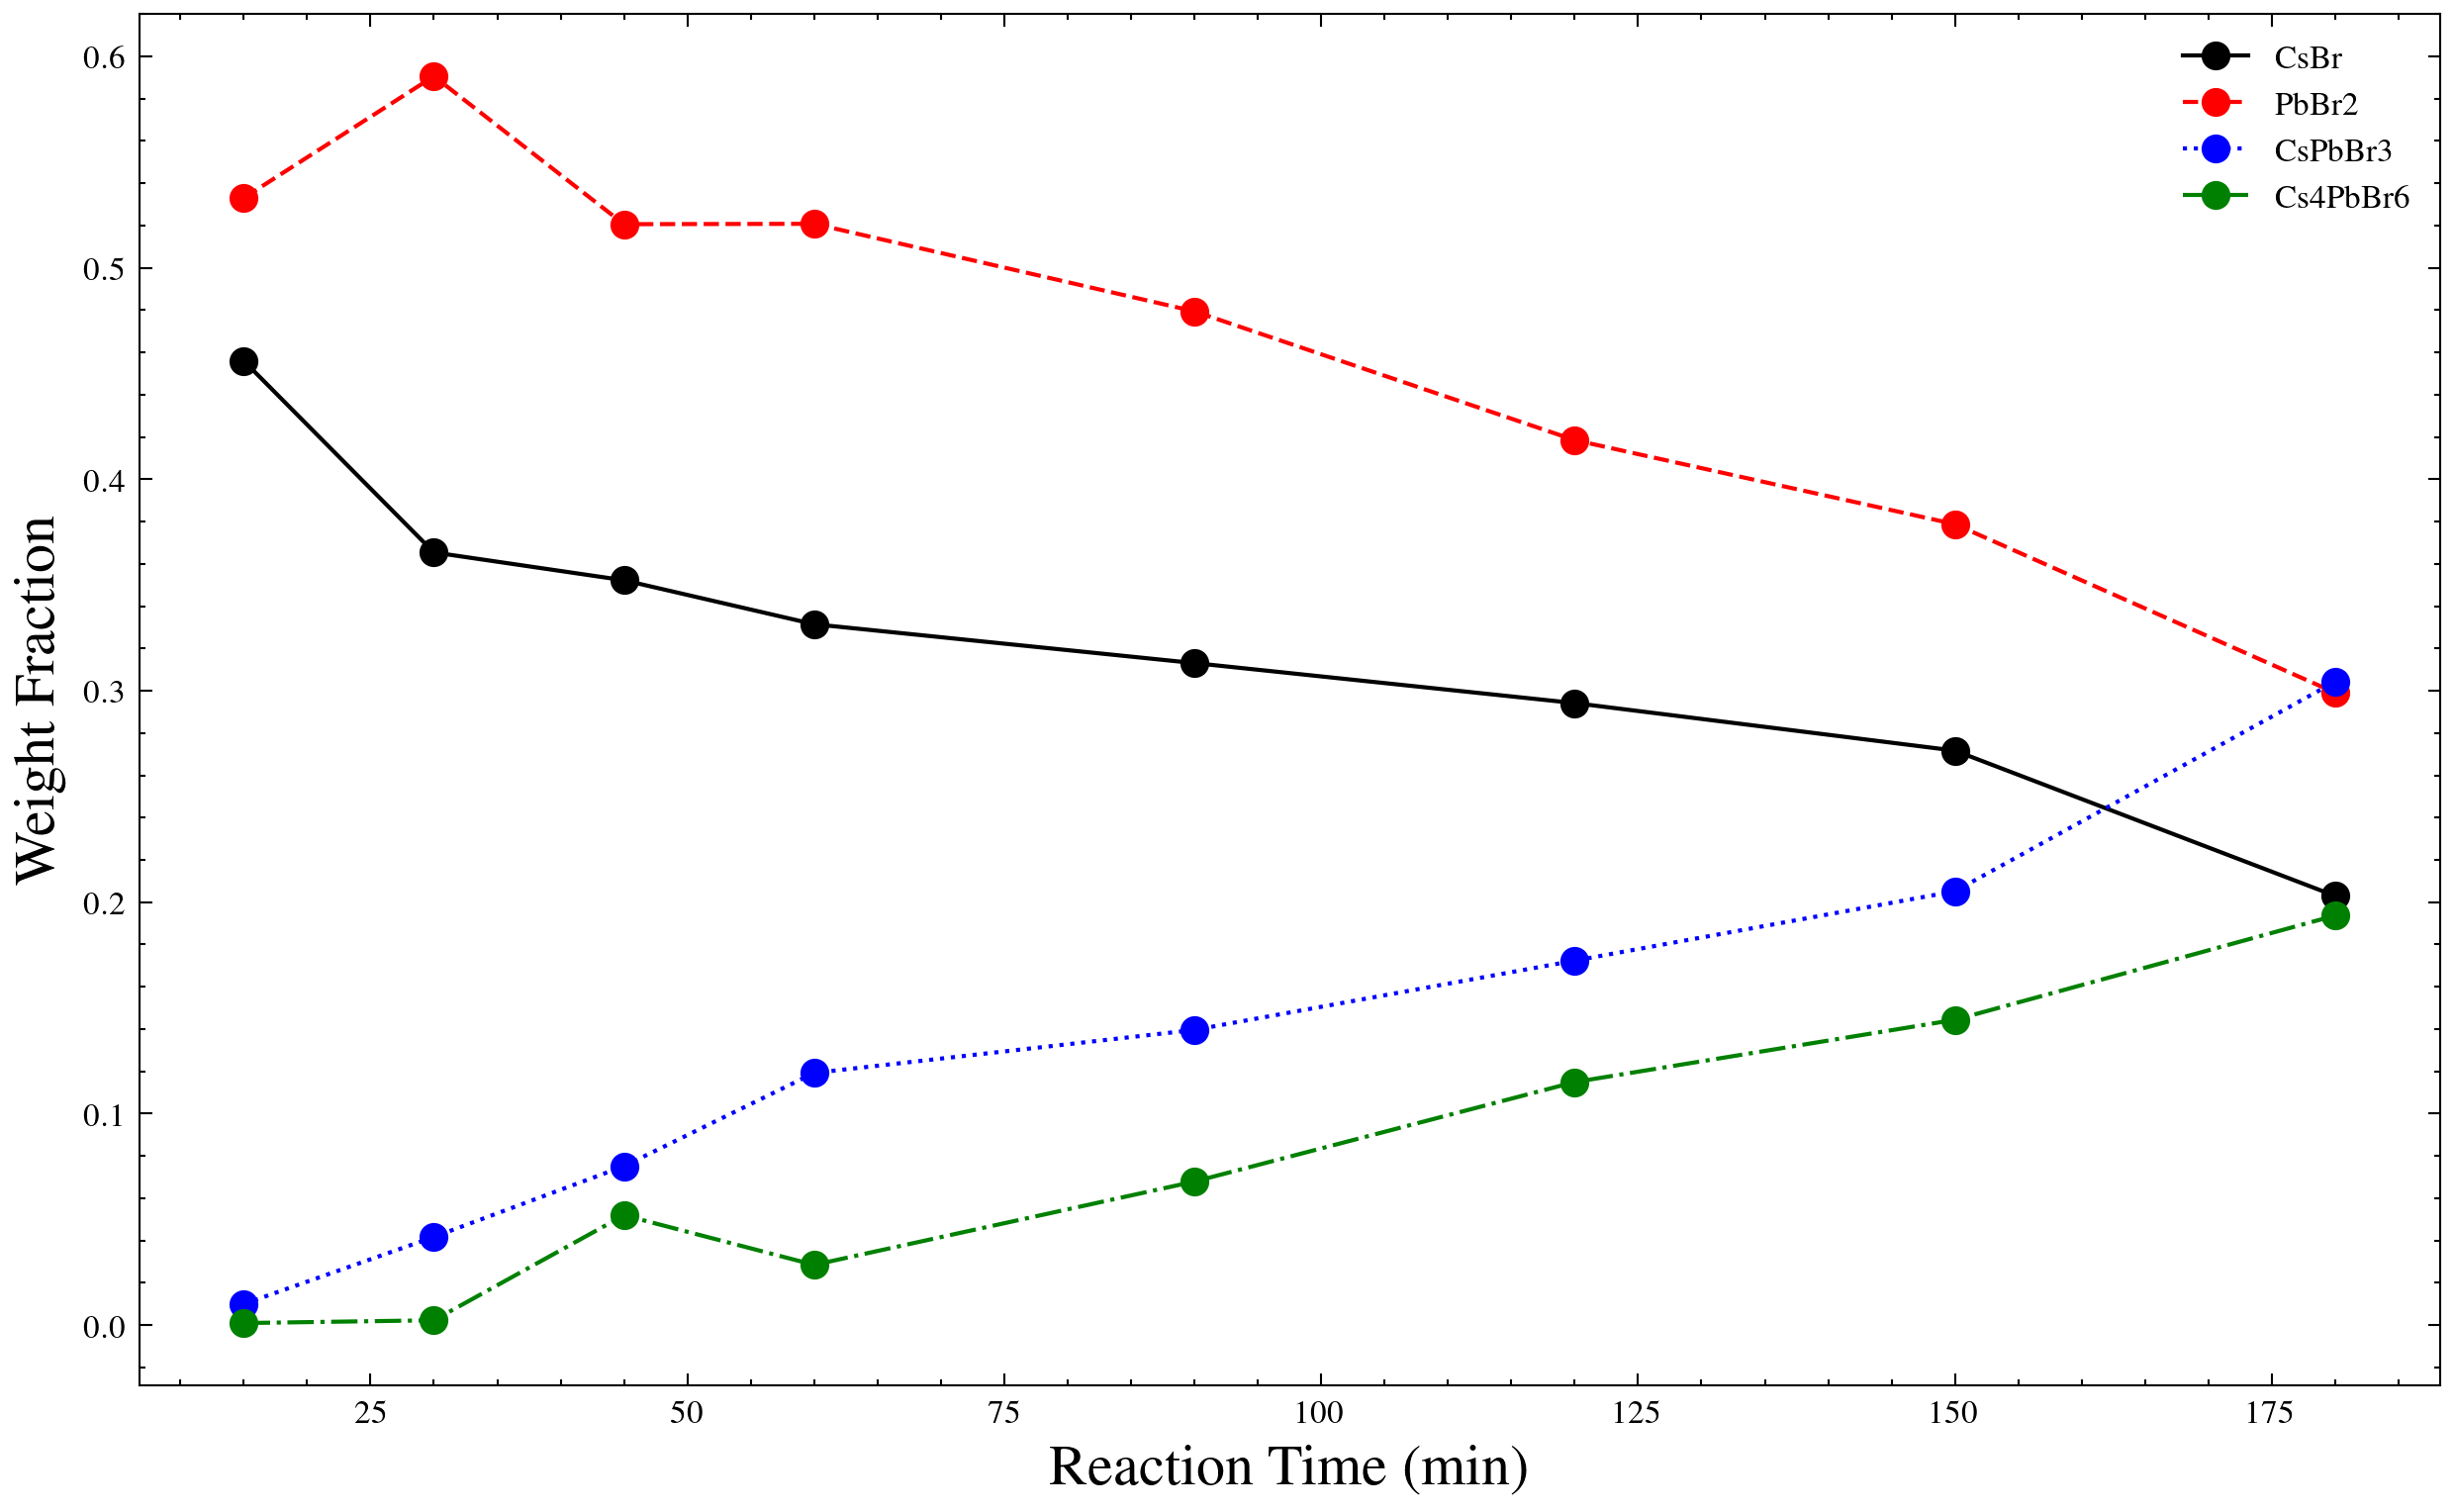 0.6
0.5
0.4
0.3
0.2
0.1
0.0
Weight Fraction
CsBr
PbBr2
CsPbBr3
Cs4PbBr6
25 50 75 100 125 150 175
Reaction Time (min)